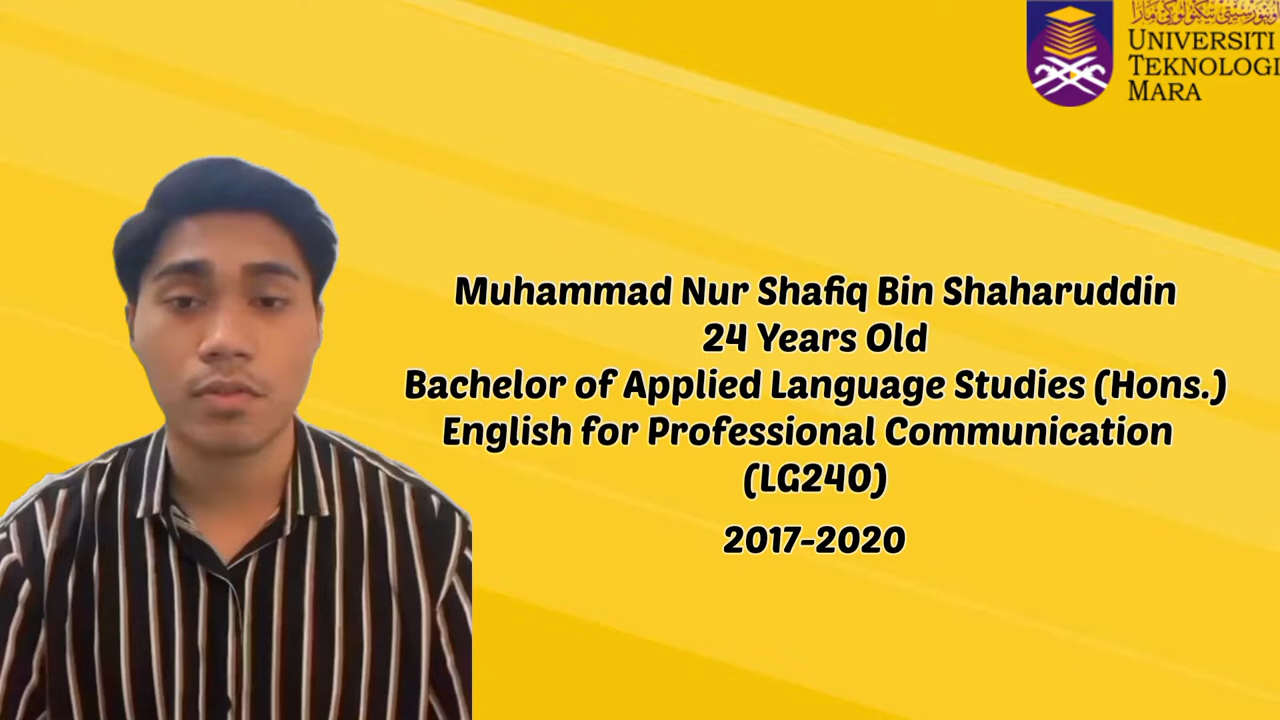 UNIVERSITI
TEKNOLOGI
MARA
Muhammad Nur Shafiq Bin Shaharuddin
24 Years Old
Bachelor of Applied Language Studies (Hons.)
English for Professional Communication
(LG240)
2017-2020